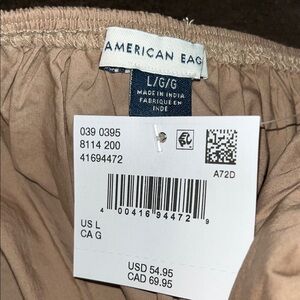 AMERICAN EAG
L/G/G
MADE IN INDIA
FABRIQUÉ EN
INDE
039 0395
8114 200
41694472
A72D
4 00416 94472 9
US L
CA G
USD 54.95
CAD 69.95